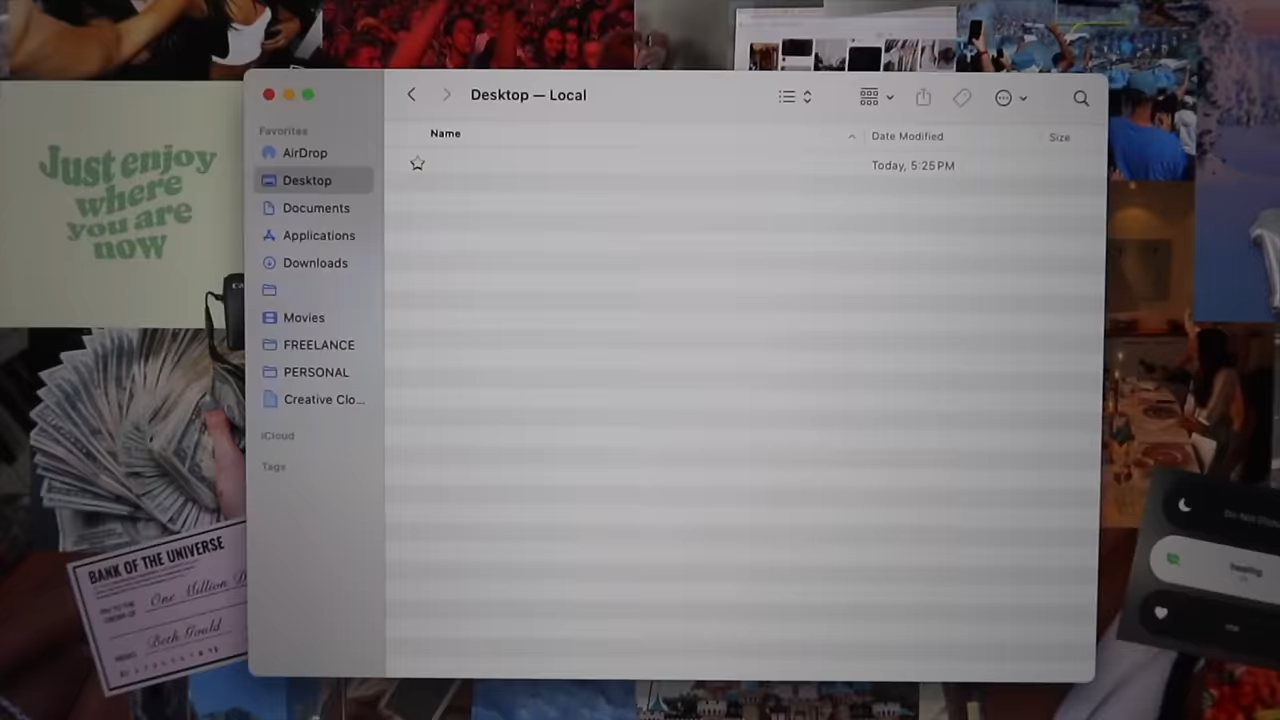 Desktop — Local
Name
Date Modified
Size
Today, 5:25 PM
Favorites
AirDrop
Desktop
Documents
Applications
Downloads
Movies
FREELANCE
PERSONAL
Creative Clo...
iCloud
Tags
Just enjoy
where
you are
now
BANK OF THE UNIVERSE
One Million D
Beth Gould